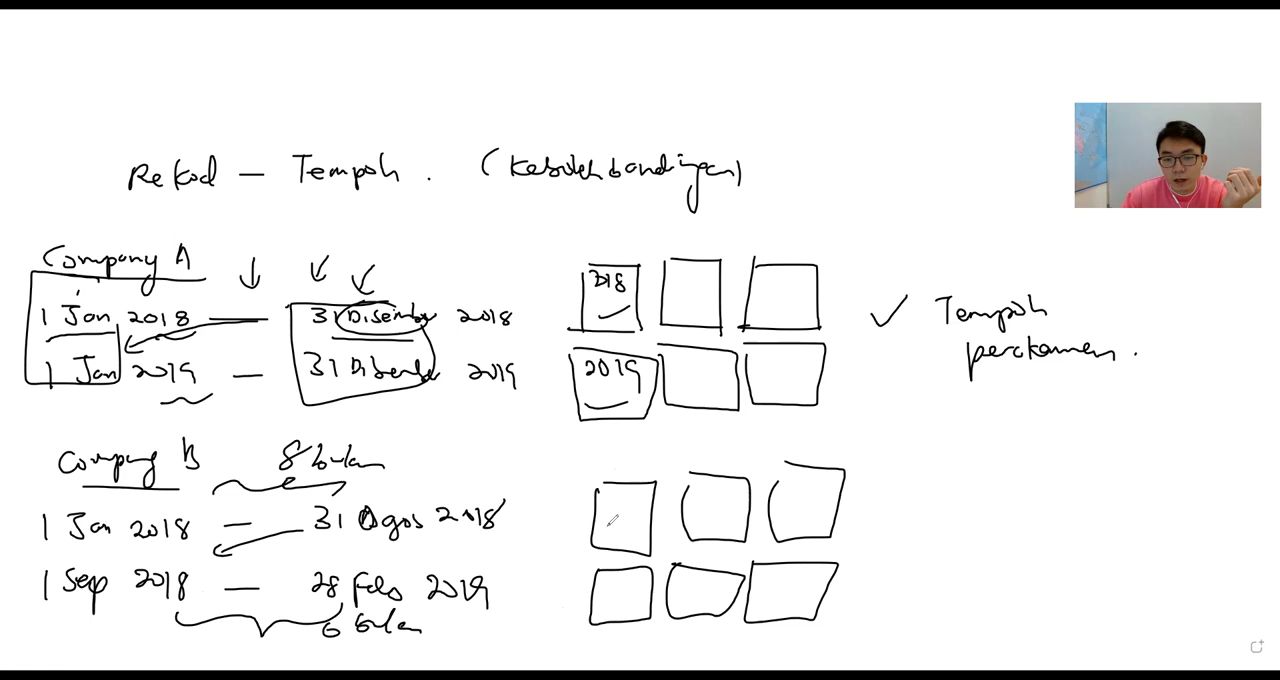 Rekod — Tempoh . (Kebolehbandingan)
Company A
1 Jan 2018 — 31 Disember 2018
1 Jan 2019 — 31 Disember 2019
2018
2019
✓ Tempoh
perakaunan.
Company B
8 bulan
1 Jan 2018 — 31 Ogos 2018
1 Sep 2018 — 28 Feb 2019
6 bulan